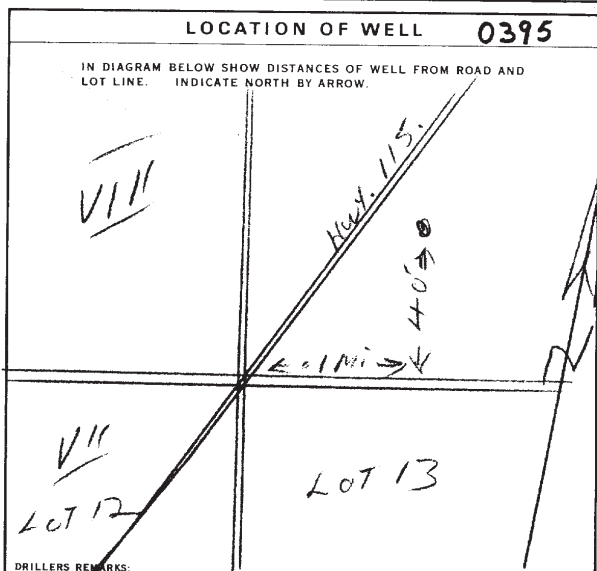 LOCATION OF WELL 0395
IN DIAGRAM BELOW SHOW DISTANCES OF WELL FROM ROAD AND
LOT LINE. INDICATE NORTH BY ARROW.
VIII
HWY. 115.
40'
.1 Mi
N
VII
LOT 12
LOT 13
DRILLERS REMARKS: